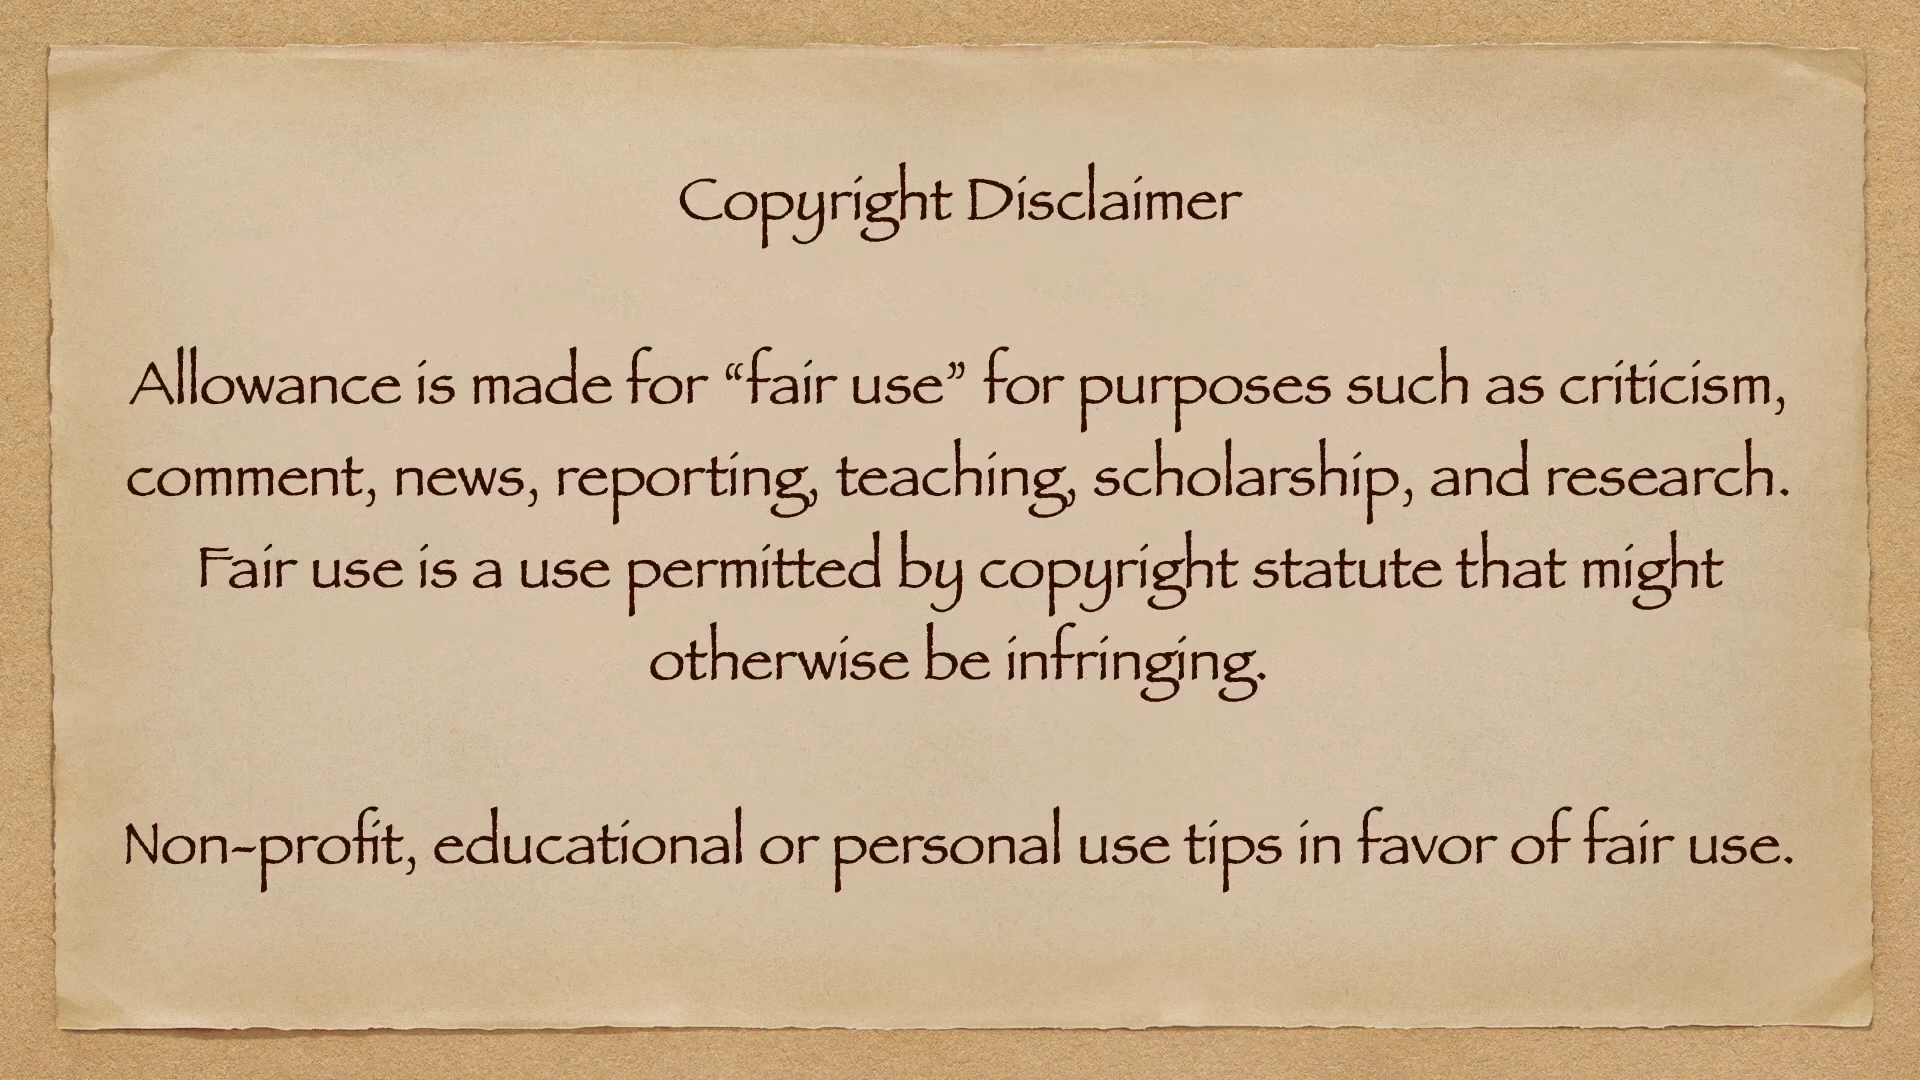 Copyright Disclaimer
Allowance is made for “fair use” for purposes such as criticism,
comment, news, reporting, teaching, scholarship, and research.
Fair use is a use permitted by copyright statute that might
otherwise be infringing.
Non-profit, educational or personal use tips in favor of fair use.